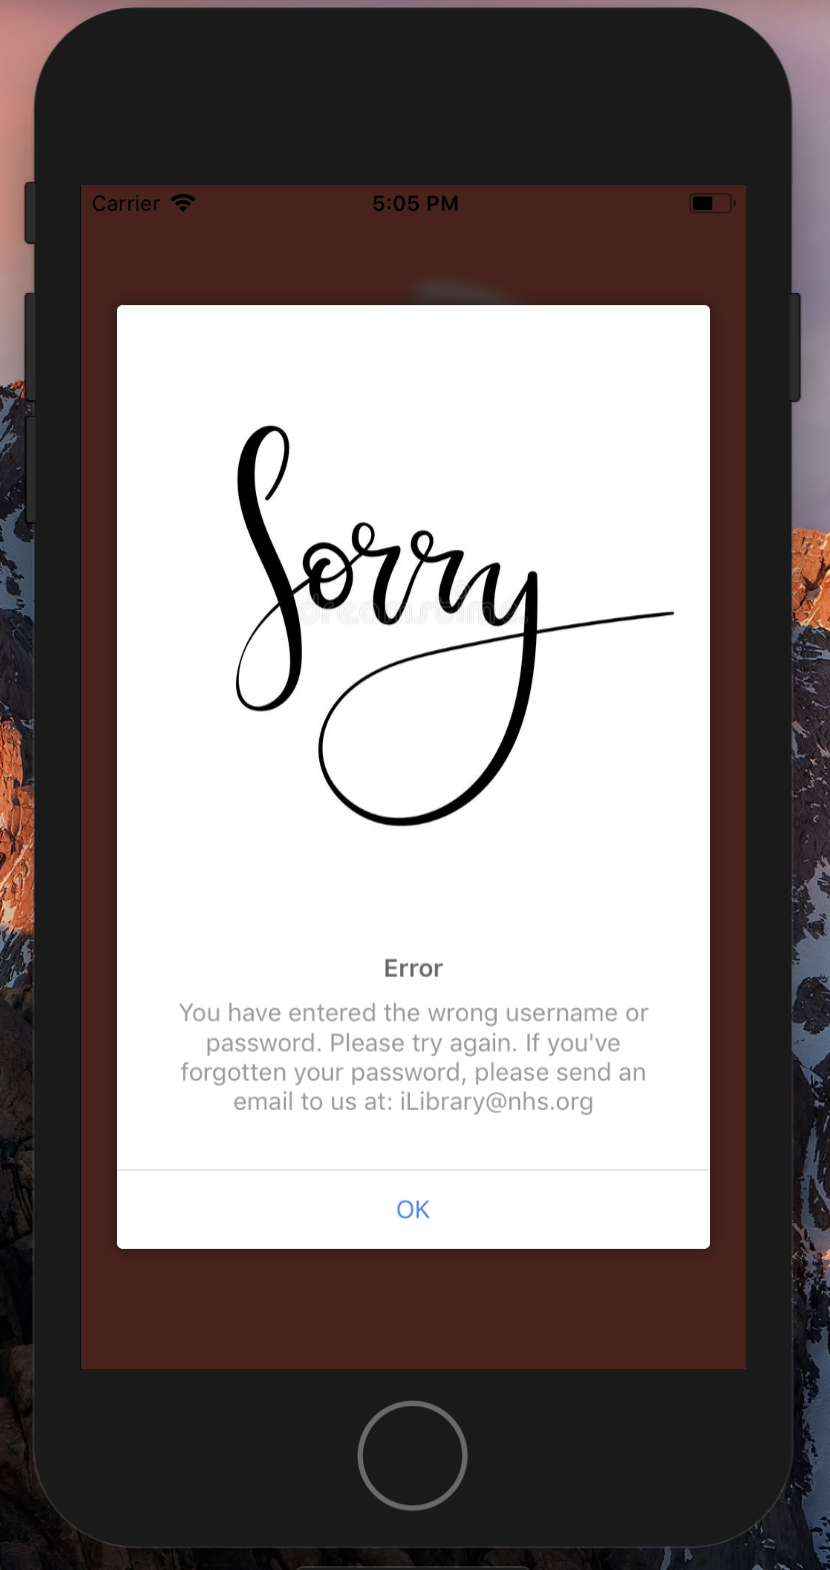 Carrier 5:05 PM
Sorry
dreamstime.
Error
You have entered the wrong username or
password. Please try again. If you've
forgotten your password, please send an
email to us at: iLibrary@nhs.org
OK